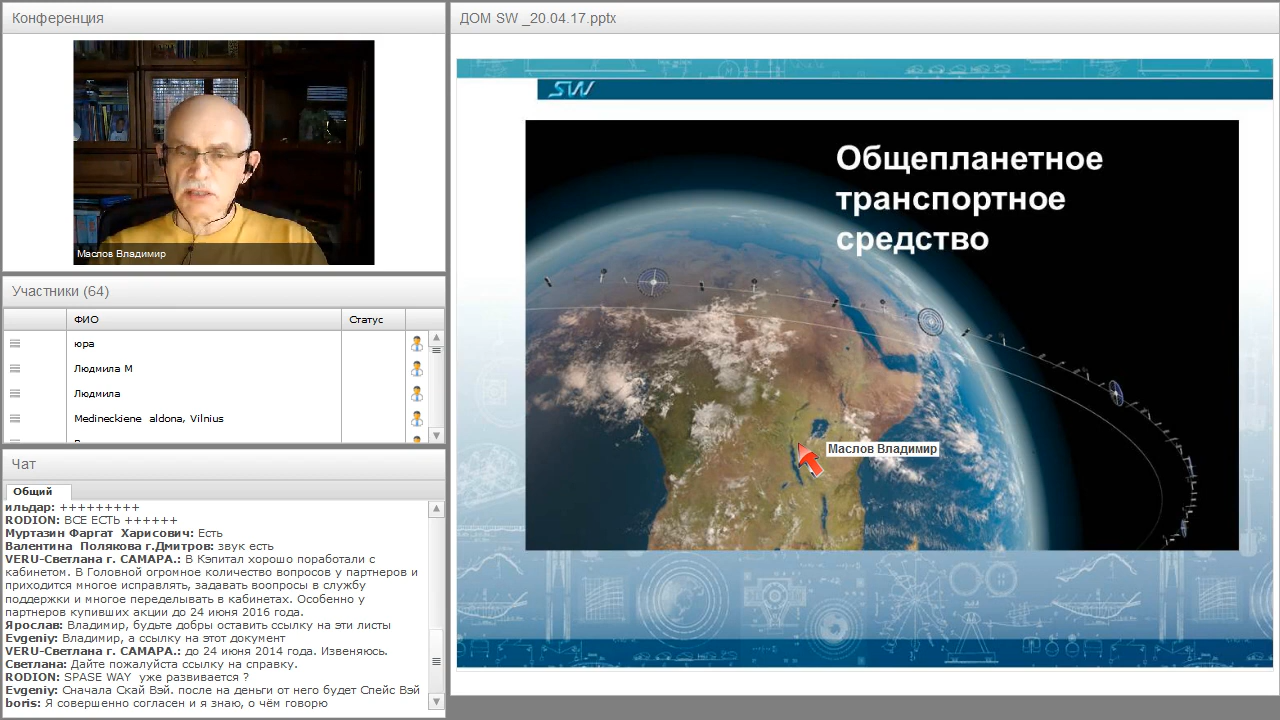 Конференция
Маслов Владимир
Участники (64)
ФИО
Статус
юра
Людмила М
Людмила
Medineckiene aldona, Vilnius
Чат
Общий
ильдар: +++++++++
RODION: ВСЕ ЕСТЬ ++++++
Муртазин Фаргат Харисович: Есть
Валентина Полякова г.Дмитров: звук есть
VERU-Светлана г. САМАРА.: В Кэпитал хорошо поработали с
кабинетом. В Головной огромное количество вопросов у партнеров и
приходится многое исправлять, задавать воопросы в службу
поддержки и многое переделывать в кабинетах. Особенно у
партнеров купивших акции до 24 июня 2016 года.
Ярослав: Владимир, будьте добры оставить ссылку на эти листы
Evgeniy: Владимир, а ссылку на этот документ
VERU-Светлана г. САМАРА.: до 24 июня 2014 года. Извеняюсь.
Светлана: Дайте пожалуйста ссылку на справку.
RODION: SPASE WAY уже развивается ?
Evgeniy: Сначала Скай Вэй. после на деньги от него будет Спейс Вэй
boris: Я совершенно согласен и я знаю, о чём говорю
ДОМ SW _20.04.17.pptx
SW
Общепланетное
транспортное
средство
Маслов Владимир